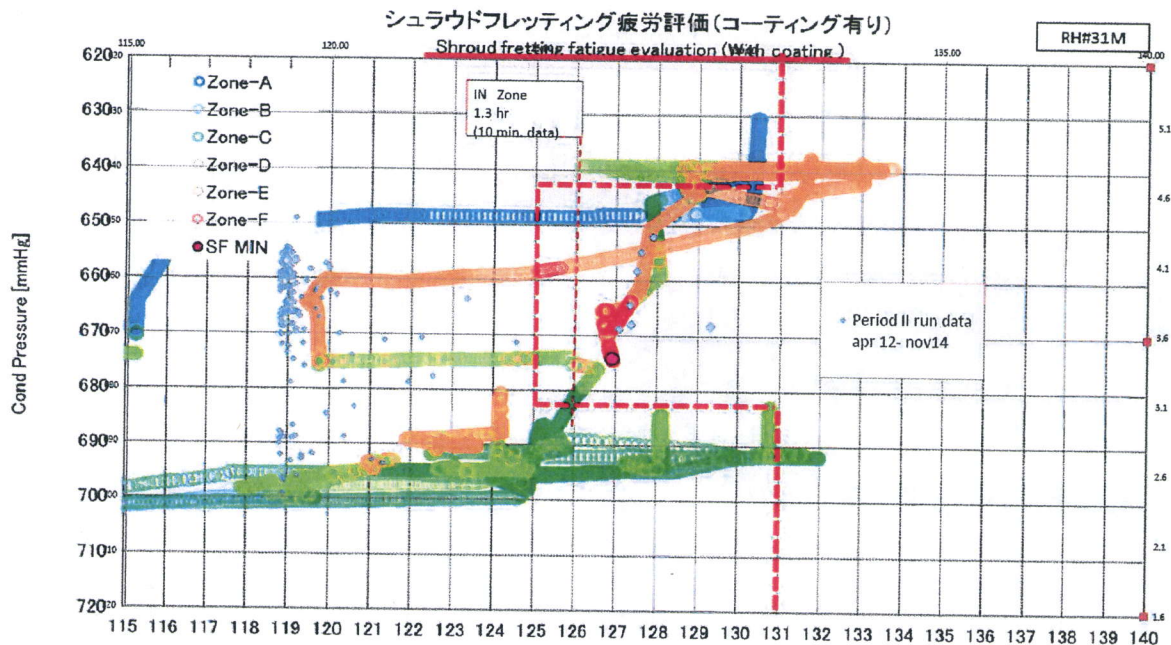 シュラウドフレッティング疲労評価(コーティング有り)
Shroud fretting fatigue evaluation (With coating )
RH#31M
115.00
120.00
135.00
140.00
620
630
640
650
660
670
680
690
700
710
720
Cond Pressure [mmHg]
Zone-A
Zone-B
Zone-C
Zone-D
Zone-E
Zone-F
SF MIN
IN Zone
1.3 hr
(10 min. data)
Period II run data
apr 12- nov14
5.1
4.6
4.1
3.6
3.1
2.6
2.1
1.6
115 116 117 118 119 120 121 122 123 124 125 126 127 128 129 130 131 132 133 134 135 136 137 138 139 140